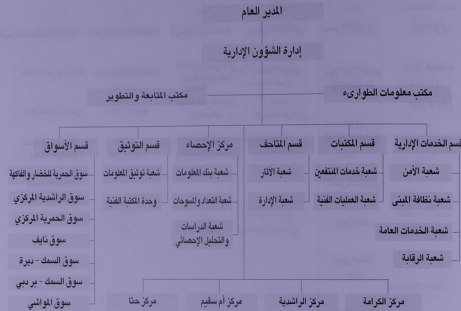 المدير العام
إدارة الشؤون الإدارية
مكتب معلومات الطوارىء
مكتب المتابعة والتطوير
قسم الخدمات الإدارية
شعبة الأمن
شعبة نظافة المبنى
شعبة الخدمات العامة
شعبة الرقابة
قسم المكتبات
شعبة خدمات المنتفعين
شعبة العمليات الفنية
قسم المتاحف
شعبة الآثار
شعبة الإدارة
مركز الإحصاء
شعبة بنك المعلومات
شعبة التعداد والمسوحات
شعبة الدراسات
والتحليل الإحصائي
قسم التوثيق
شعبة توثيق المعلومات
وحدة المكتبة الفنية
قسم الأسواق
سوق الحمرية للخضار والفاكهة
سوق الراشدية المركزي
سوق الحمرية المركزي
سوق نايف
سوق السمك - ديرة
سوق السمك - بر دبي
سوق المواشي
مركز الكرامة
مركز الراشدية
مركز أم سقيم
مركز حتا